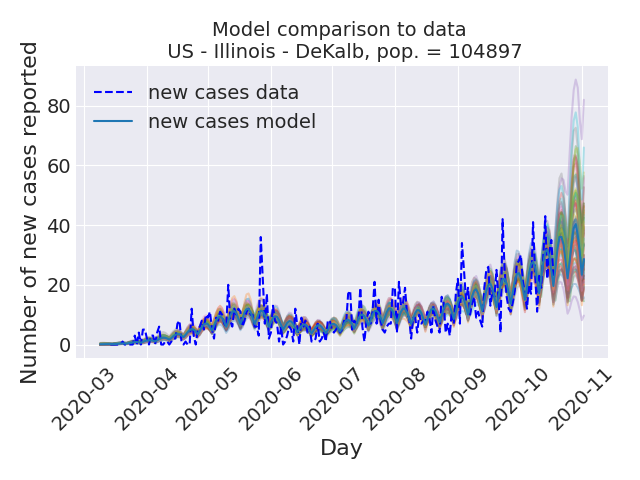 Model comparison to data
US - Illinois - DeKalb, pop. = 104897
Number of new cases reported
new cases data
new cases model
80
60
40
20
0
2020-03
2020-04
2020-05
2020-06
2020-07
2020-08
2020-09
2020-10
2020-11
Day